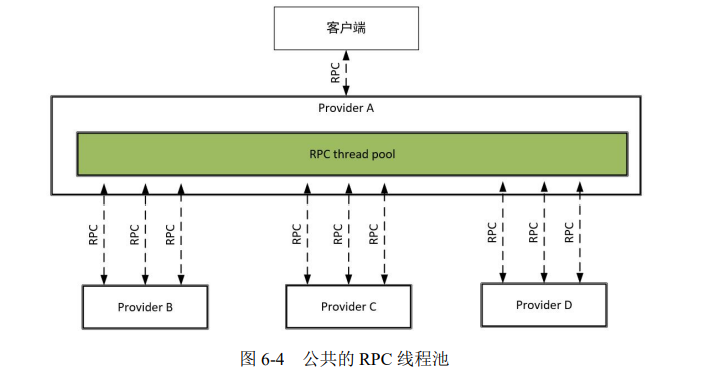 客户端
RPC
Provider A
RPC thread pool
RPC
RPC
RPC
RPC
RPC
RPC
RPC
RPC
RPC
Provider B
Provider C
Provider D
图 6-4 公共的 RPC 线程池